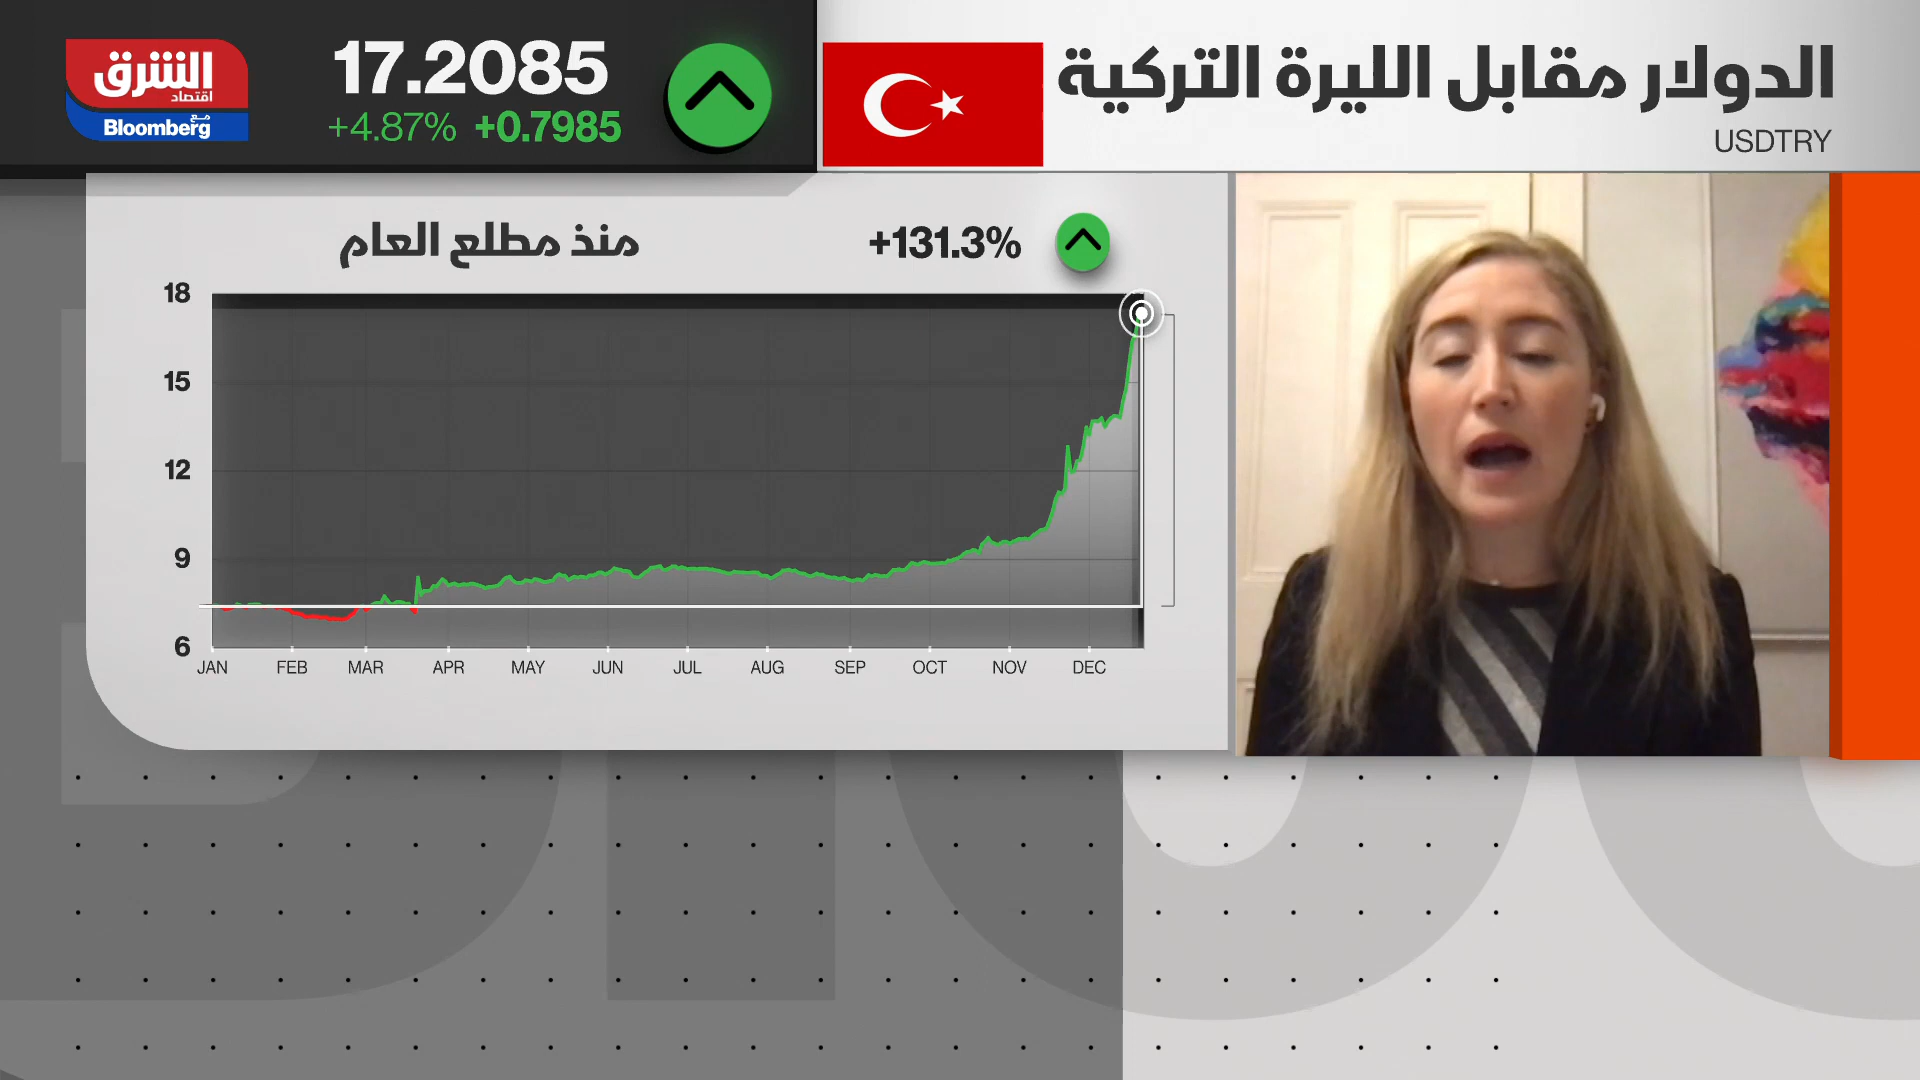 الدولار مقابل الليرة التركية
USDTRY
17.2085
+4.87% +0.7985
الشرق
اقتصاد
مع
Bloomberg
منذ مطلع العام
+131.3%
18
15
12
9
6
JAN FEB MAR APR MAY JUN JUL AUG SEP OCT NOV DEC